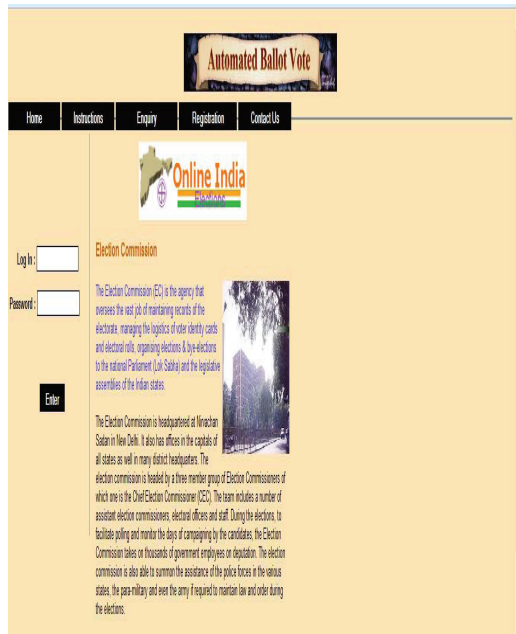 Automated Ballot Vote
Home Instructions Enquiry Registration Contact Us
Online India
Elections
Election Commission
Log In :
Password :
Enter
The Election Commission (EC) is the agency that
oversees the vast job of maintaining records of the
electorate, managing the logistics of voter identity cards
and electoral rolls, organising elections & bye-elections
to the national Parliament (Lok Sabha) and the legislative
assemblies of the Indian states.
The Election Commission is headquartered at Nirvachan
Sadan in New Delhi. It also has offices in the capitals of
all states as well in many district headquarters. The
election commission is headed by a three member group of Election Commissioners of
which one is the Chief Election Commissioner (CEC). The team includes a number of
assistant election commissioners, electoral officers and staff. During the elections, to
facilitate polling and monitor the days of campaigning by the candidates, the Election
Commission takes on thousands of government employees on deputation. The election
commission is also able to summon the assistance of the police forces in the various
states, the para-military and even the army if required to maintain law and order during
the elections.